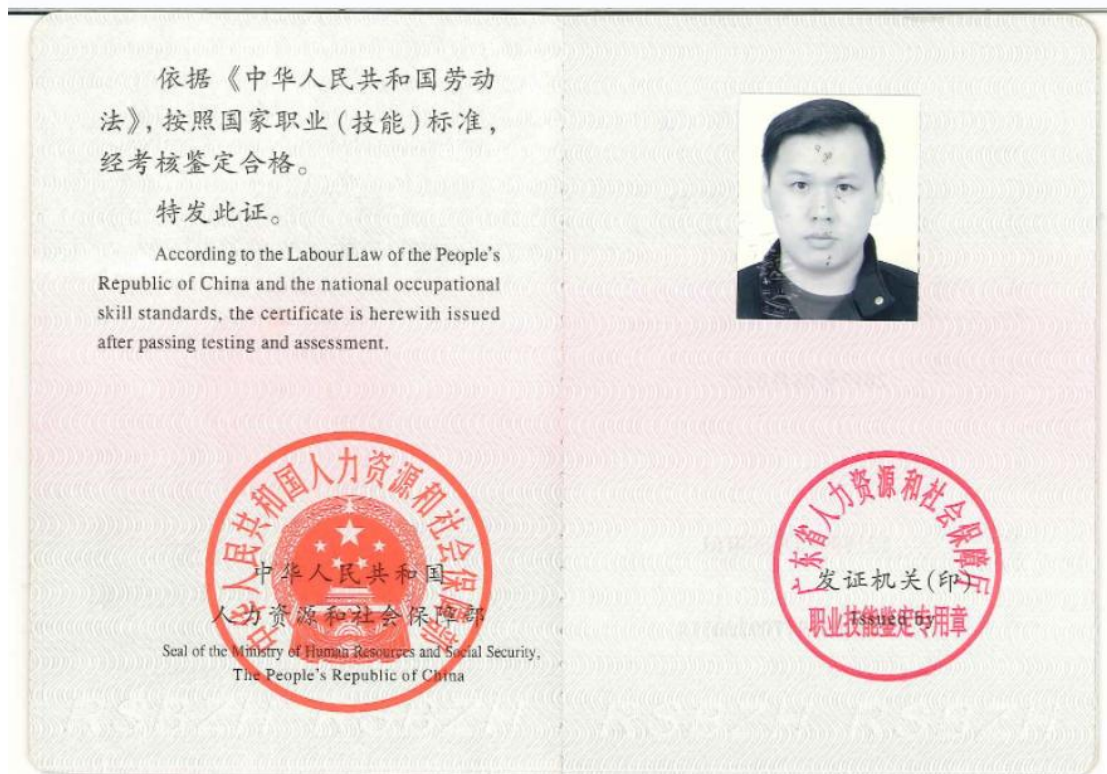 依据《中华人民共和国劳动
法》,按照国家职业(技能)标准,
经考核鉴定合格。
特发此证。
According to the Labour Law of the People's
Republic of China and the national occupational
skill standards, the certificate is herewith issued
after passing testing and assessment.
中华人民共和国人力资源和社会保障部
中华人民共和国
人力资源和社会保障部
Seal of the Ministry of Human Resources and Social Security,
The People's Republic of China
广东省人力资源和社会保障厅
发证机关(印)
Issued by
职业技能鉴定专用章
RSBZH RSBZH RSBZH RSBZH